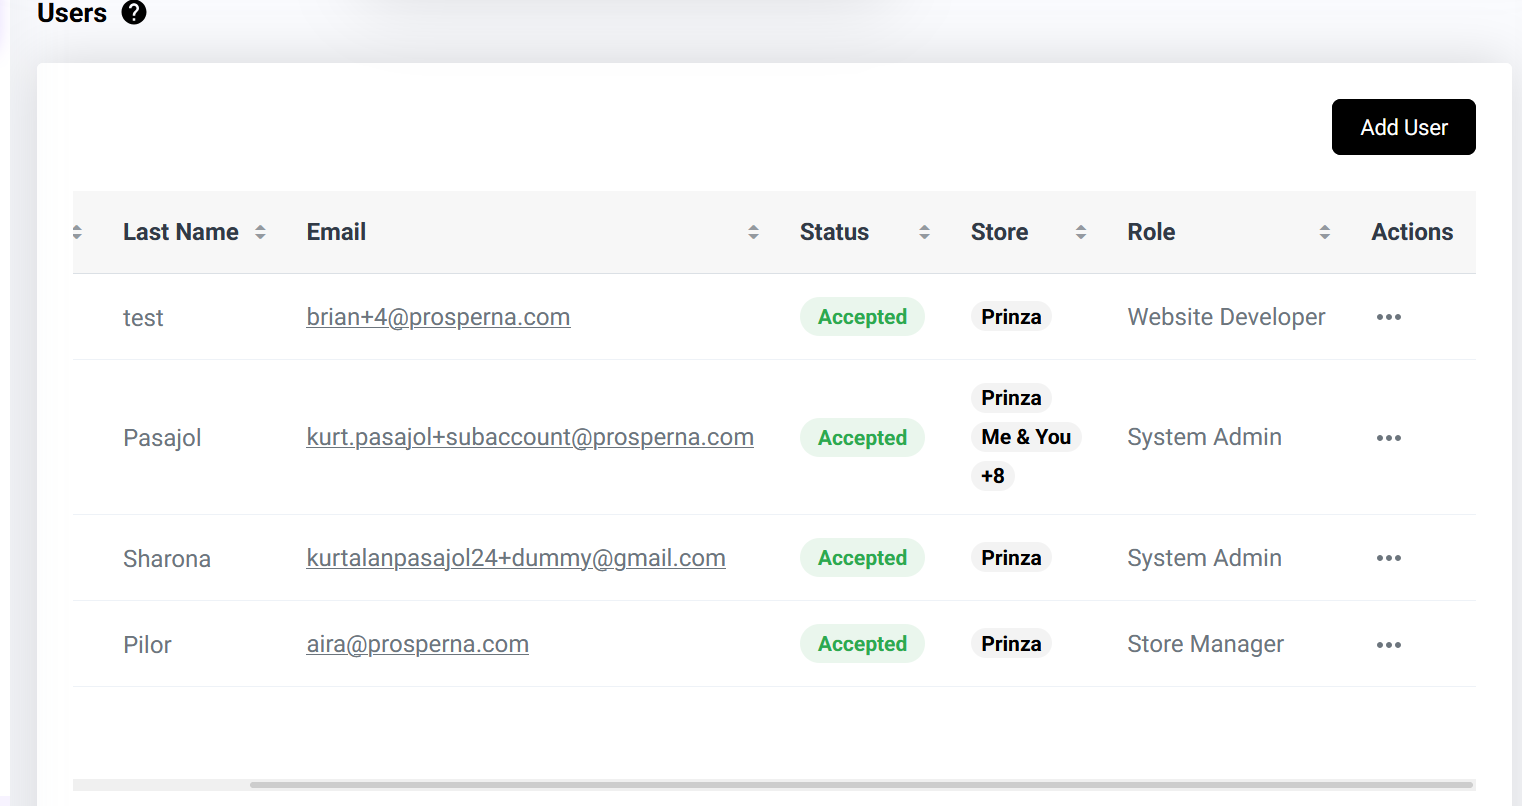 Users ?
Add User
Last Name Email Status Store Role Actions
test brian+4@prosperna.com Accepted Prinza Website Developer
Pasajol kurt.pasajol+subaccount@prosperna.com Accepted Prinza Me & You +8 System Admin
Sharona kurtalanpasajol24+dummy@gmail.com Accepted Prinza System Admin
Pilor aira@prosperna.com Accepted Prinza Store Manager